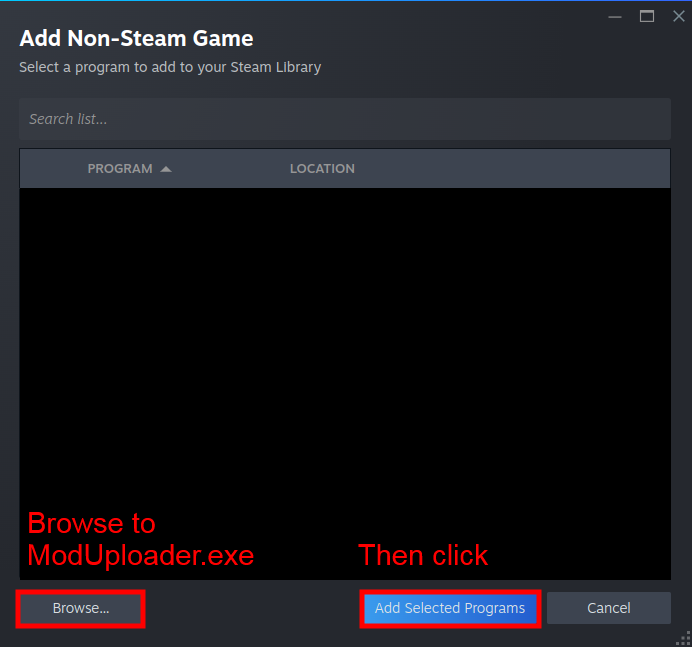 Add Non-Steam Game
Select a program to add to your Steam Library
Search list...
PROGRAM LOCATION
Browse to
ModUploader.exe Then click
Browse... Add Selected Programs Cancel